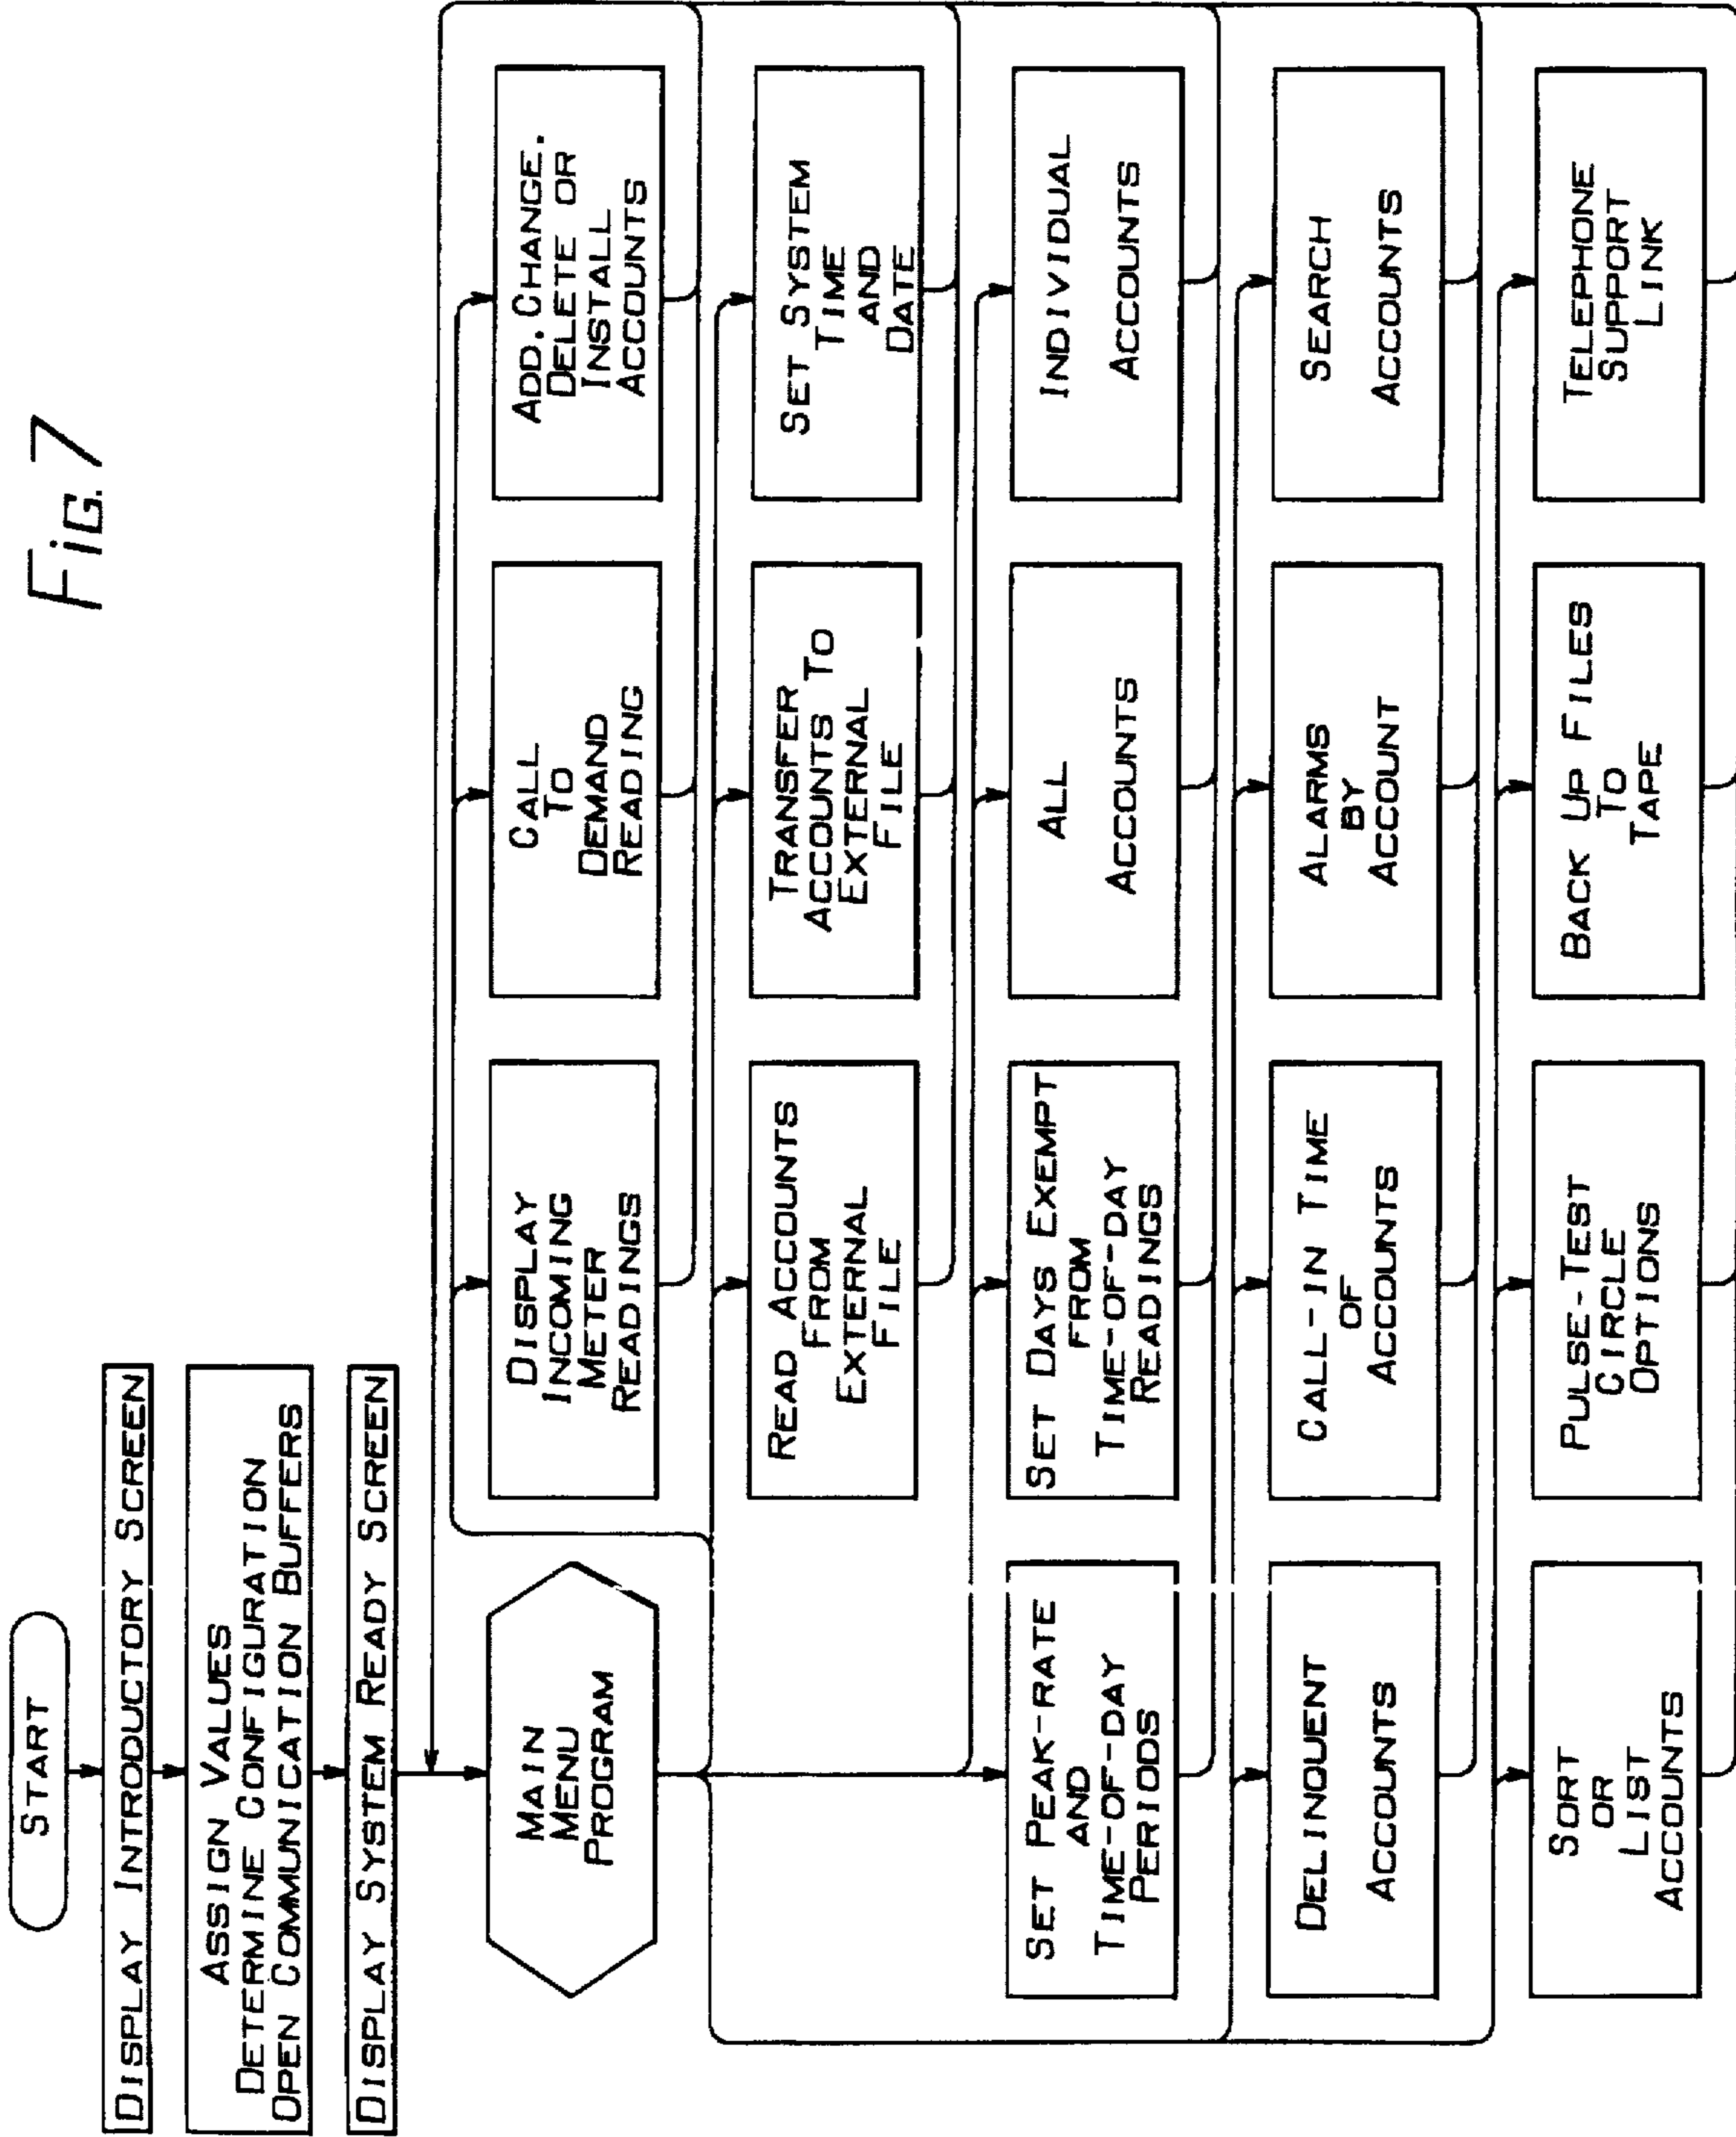 Fig. 7
START
DISPLAY INTRODUCTORY SCREEN
ASSIGN VALUES
DETERMINE CONFIGURATION
OPEN COMMUNICATION BUFFERS
DISPLAY SYSTEM READY SCREEN
MAIN
MENU
PROGRAM
DISPLAY
INCOMING
METER
READINGS
CALL
TO
DEMAND
READING
ADD, CHANGE.
DELETE OR
INSTALL
ACCOUNTS
READ ACCOUNTS
FROM
EXTERNAL
FILE
TRANSFER
ACCOUNTS TO
EXTERNAL
FILE
SET SYSTEM
TIME
AND
DATE
SET PEAK-RATE
AND
TIME-OF-DAY
PERIODS
SET DAYS EXEMPT
FROM
TIME-OF-DAY
READINGS
ALL
ACCOUNTS
INDIVIDUAL
ACCOUNTS
DELINQUENT
ACCOUNTS
CALL-IN TIME
OF
ACCOUNTS
ALARMS
BY
ACCOUNT
SEARCH
ACCOUNTS
SORT
OR
LIST
ACCOUNTS
PULSE-TEST
CIRCLE
OPTIONS
BACK UP FILES
TO
TAPE
TELEPHONE
SUPPORT
LINK